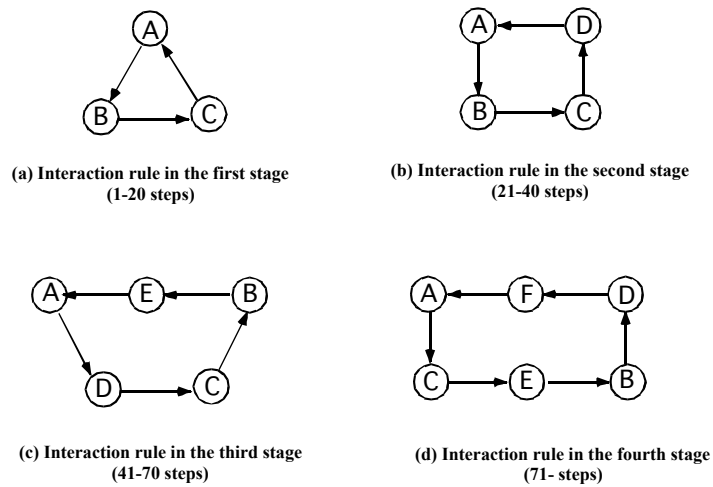 A
B
C
(a) Interaction rule in the first stage
(1-20 steps)
A
D
B
C
(b) Interaction rule in the second stage
(21-40 steps)
A
E
B
D
C
(c) Interaction rule in the third stage
(41-70 steps)
A
F
D
C
E
B
(d) Interaction rule in the fourth stage
(71- steps)